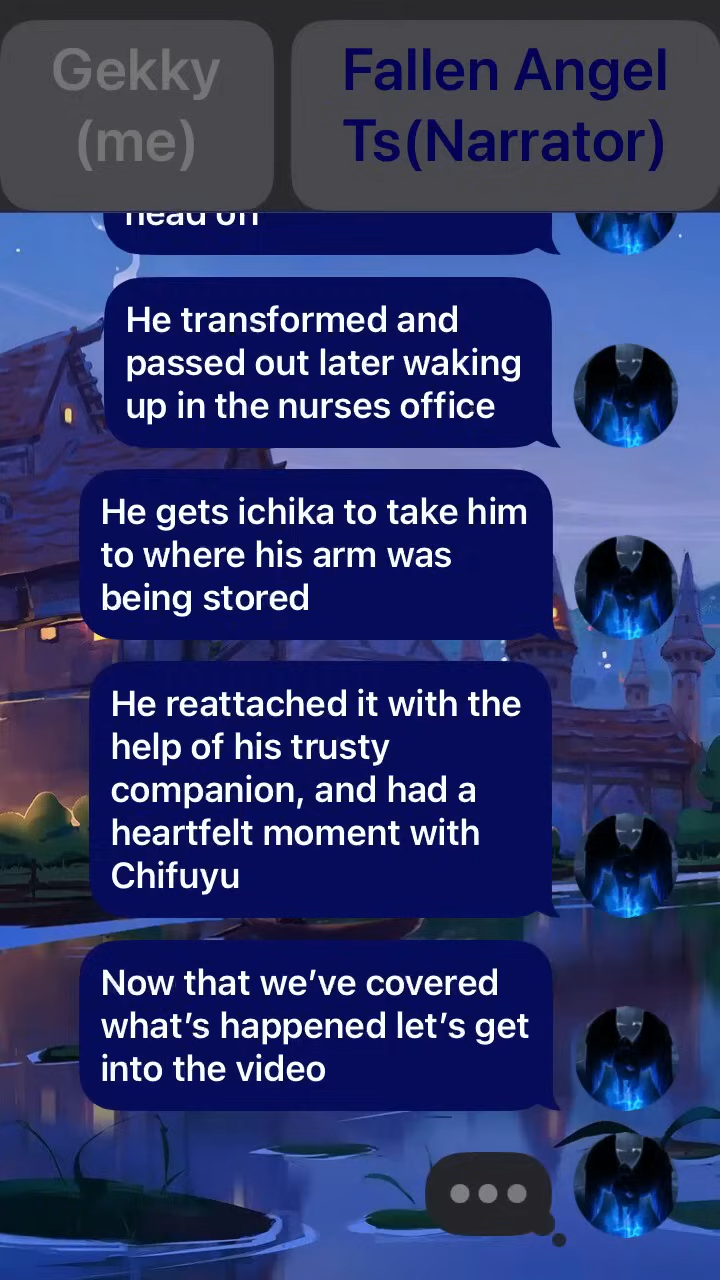 Gekky
(me)
Fallen Angel
Ts(Narrator)
head off
He transformed and
passed out later waking
up in the nurses office
He gets ichika to take him
to where his arm was
being stored
He reattached it with the
help of his trusty
companion, and had a
heartfelt moment with
Chifuyu
Now that we’ve covered
what’s happened let’s get
into the video